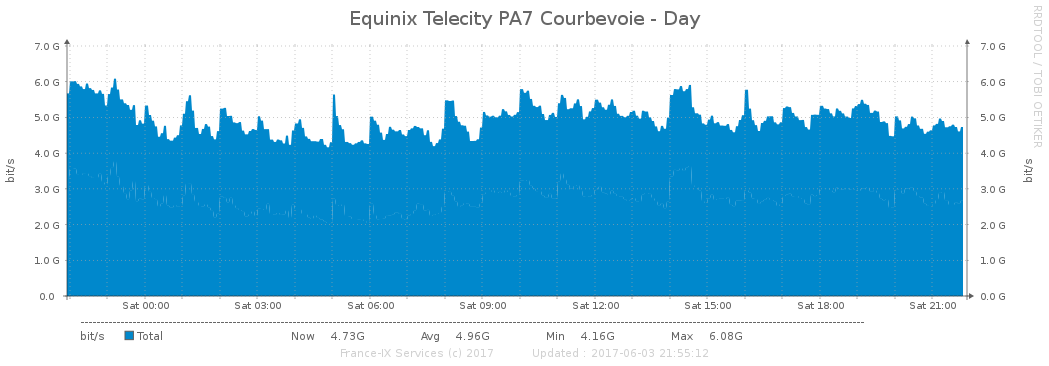 Equinix Telecity PA7 Courbevoie - Day
RRDTOOL / TOBI OETIKER
7.0 G 7.0 G
6.0 G 6.0 G
5.0 G 5.0 G
4.0 G 4.0 G
3.0 G 3.0 G
2.0 G 2.0 G
1.0 G 1.0 G
0.0 0.0 G
bit/s
bit/s
Sat 00:00 Sat 03:00 Sat 06:00 Sat 09:00 Sat 12:00 Sat 15:00 Sat 18:00 Sat 21:00
bit/s Total Now 4.73G Avg 4.96G Min 4.16G Max 6.08G
France-IX Services (c) 2017 Updated : 2017-06-03 21:55:12